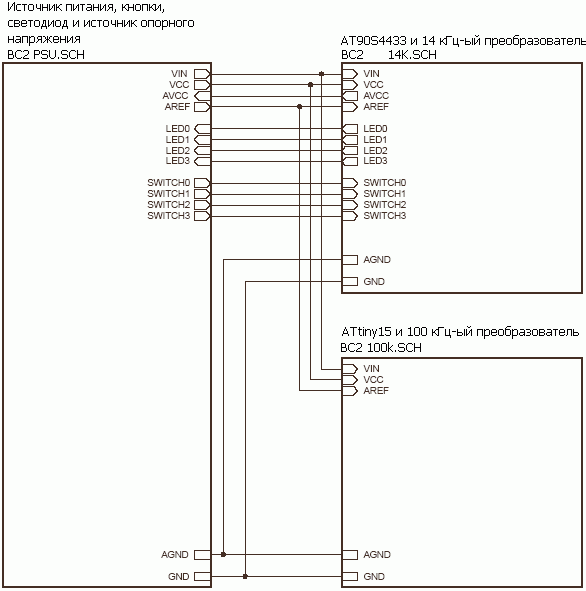 Источник питания, кнопки,
светодиод и источник опорного
напряжения
BC2 PSU.SCH
VIN
VCC
AVCC
AREF
LED0
LED1
LED2
LED3
SWITCH0
SWITCH1
SWITCH2
SWITCH3
AGND
GND
AT90S4433 и 14 кГц-ый преобразователь
BC2 14K.SCH
VIN
VCC
AVCC
AREF
LED0
LED1
LED2
LED3
SWITCH0
SWITCH1
SWITCH2
SWITCH3
AGND
GND
ATtiny15 и 100 кГц-ый преобразователь
BC2 100k.SCH
VIN
VCC
AREF
AGND
GND